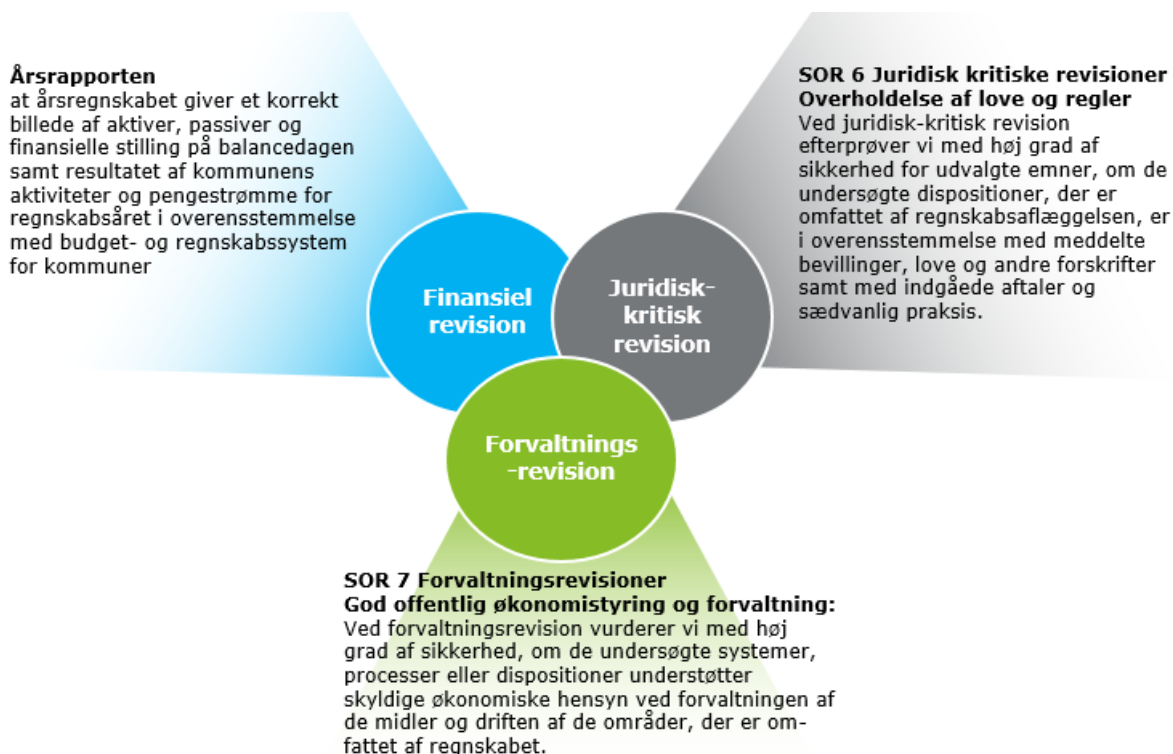 Årsrapporten
at årsregnskabet giver et korrekt
billede af aktiver, passiver og
finansielle stilling på balancedagen
samt resultatet af kommunens
aktiviteter og pengestrømme for
regnskabsåret i overensstemmelse
med budget- og regnskabssystem
for kommuner
SOR 6 Juridisk kritiske revisioner
Overholdelse af love og regler
Ved juridisk-kritisk revision
efterprøver vi med høj grad af
sikkerhed for udvalgte emner, om de
undersøgte dispositioner, der er
omfattet af regnskabsaflæggelsen, er
i overensstemmelse med meddelte
bevillinger, love og andre forskrifter
samt med indgåede aftaler og
sædvanlig praksis.
Finansiel
revision
Juridisk-
kritisk
revision
Forvaltnings
-revision
SOR 7 Forvaltningsrevisioner
God offentlig økonomistyring og forvaltning:
Ved forvaltningsrevision vurderer vi med høj
grad af sikkerhed, om de undersøgte systemer,
processer eller dispositioner understøtter
skyldige økonomiske hensyn ved forvaltningen af
de midler og driften af de områder, der er om-
fattet af regnskabet.